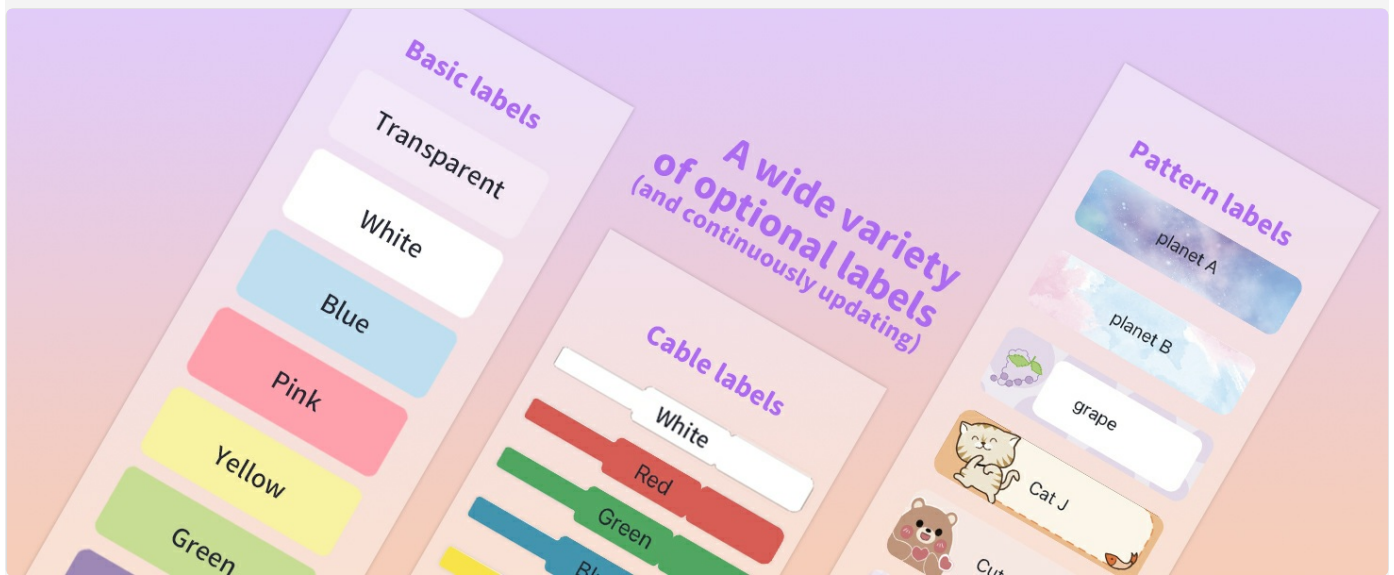 Basic labels
Transparent
White
Blue
Pink
Yellow
Green
A wide variety
of optional labels
(and continuously updating)
Cable labels
White
Red
Green
Pattern labels
planet A
planet B
grape
Cat J